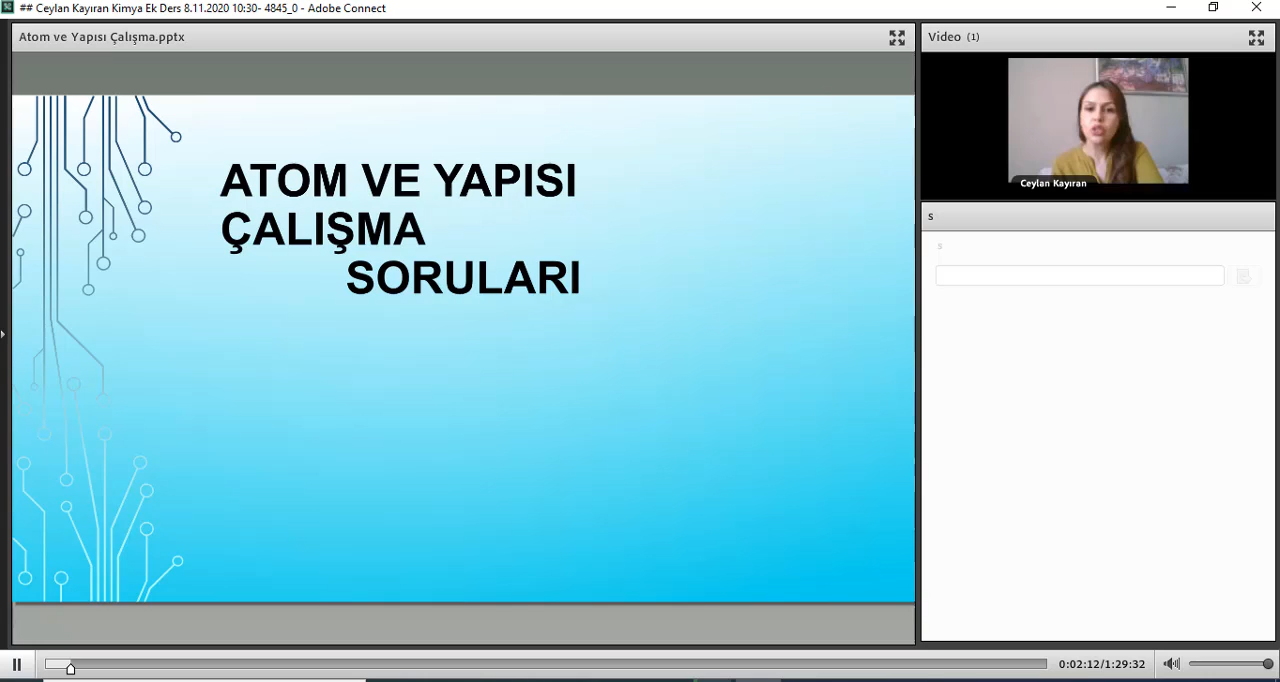 ## Ceylan Kayıran Kimya Ek Ders 8.11.2020 10:30- 4845_0 - Adobe Connect
Atom ve Yapısı Çalışma.pptx
ATOM VE YAPISI
ÇALIŞMA
SORULARI
Video (1)
Ceylan Kayıran
s
s
0:02:12/1:29:32